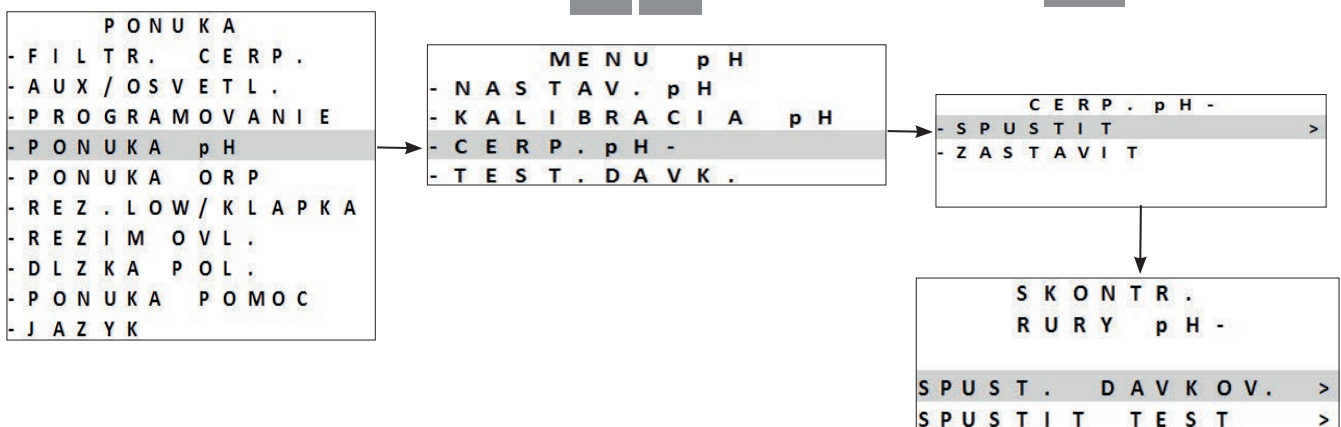 PONUKA
-FILTR. CERP.
-AUX/OSVETL.
-PROGRAMOVANIE
-PONUKA pH
-PONUKA ORP
-REZ.LOW/KLAPKA
-REZIM OVL.
-DLZKA POL.
-PONUKA POMOC
-JAZYK
MENU pH
-NASTAV. pH
-KALIBRACIA pH
-CERP.pH-
-TEST.DAVK.
CERP.pH-
-SPUSTIT >
-ZASTAVIT
SKONTR.
RURY pH-
SPUST. DAVKOV. >
SPUSTIT TEST >